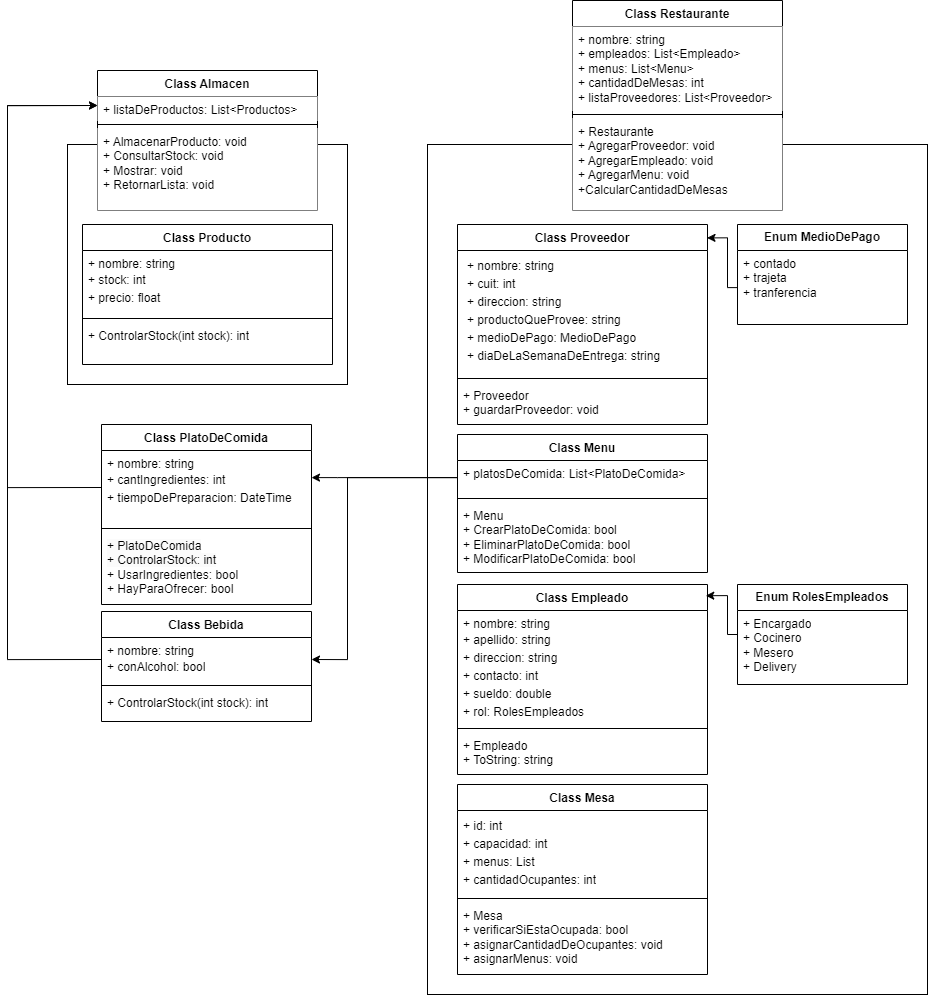 Class Restaurante
+ nombre: string
+ empleados: List<Empleado>
+ menus: List<Menu>
+ cantidadDeMesas: int
+ listaProveedores: List<Proveedor>
+ Restaurante
+ AgregarProveedor: void
+ AgregarEmpleado: void
+ AgregarMenu: void
+CalcularCantidadDeMesas
Class Almacen
+ listaDeProductos: List<Productos>
+ AlmacenarProducto: void
+ ConsultarStock: void
+ Mostrar: void
+ RetornarLista: void
Class Producto
+ nombre: string
+ stock: int
+ precio: float
+ ControlarStock(int stock): int
Class Proveedor
+ nombre: string
+ cuit: int
+ direccion: string
+ productoQueProvee: string
+ medioDePago: MedioDePago
+ diaDeLaSemanaDeEntrega: string
+ Proveedor
+ guardarProveedor: void
Enum MedioDePago
+ contado
+ trajeta
+ tranferencia
Class PlatoDeComida
+ nombre: string
+ cantIngredientes: int
+ tiempoDePreparacion: DateTime
+ PlatoDeComida
+ ControlarStock: int
+ UsarIngredientes: bool
+ HayParaOfrecer: bool
Class Menu
+ platosDeComida: List<PlatoDeComida>
+ Menu
+ CrearPlatoDeComida: bool
+ EliminarPlatoDeComida: bool
+ ModificarPlatoDeComida: bool
Class Bebida
+ nombre: string
+ conAlcohol: bool
+ ControlarStock(int stock): int
Class Empleado
+ nombre: string
+ apellido: string
+ direccion: string
+ contacto: int
+ sueldo: double
+ rol: RolesEmpleados
+ Empleado
+ ToString: string
Enum RolesEmpleados
+ Encargado
+ Cocinero
+ Mesero
+ Delivery
Class Mesa
+ id: int
+ capacidad: int
+ menus: List
+ cantidadOcupantes: int
+ Mesa
+ verificarSiEstaOcupada: bool
+ asignarCantidadDeOcupantes: void
+ asignarMenus: void